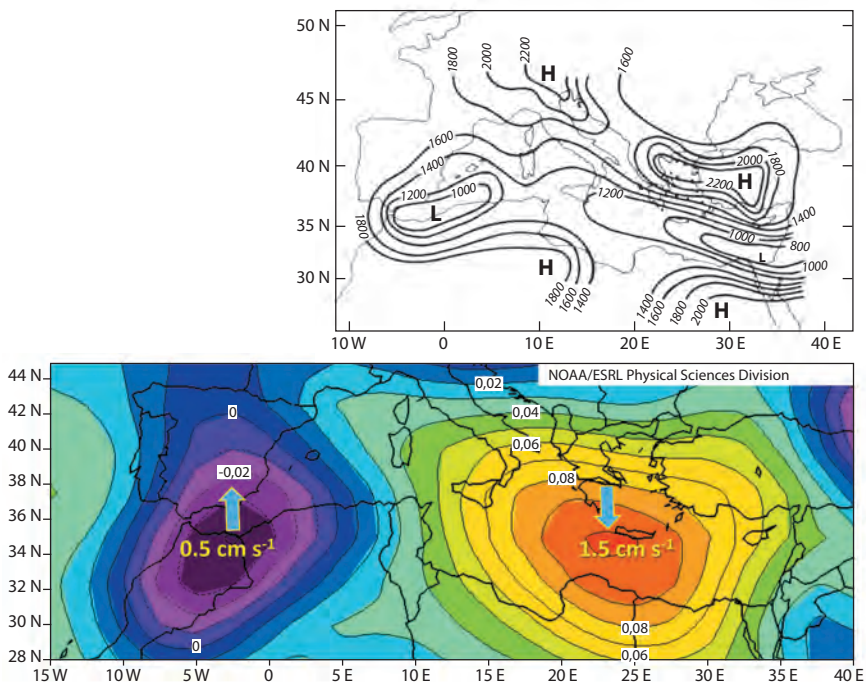 50 N
1800
2000
2200
H
1600
45 N
1600
1400
40 N
2000
1800
2200
H
1200
1000
L
1200
1400
1800
35 N
1000
800
L
1000
30 N
H
1800
1600
1400
1400
1600
1800
2000
H
10 W
0
10 E
20 E
30 E
40 E
NOAA/ESRL Physical Sciences Division
44 N
42 N
40 N
38 N
36 N
34 N
32 N
30 N
28 N
0,02
0
0,04
0,06
-0,02
0,08
0.5 cm s-1
1.5 cm s-1
0
0,08
0,06
15 W
10 W
5 W
0
5 E
10 E
15 E
20 E
25 E
30 E
35 E
40 E